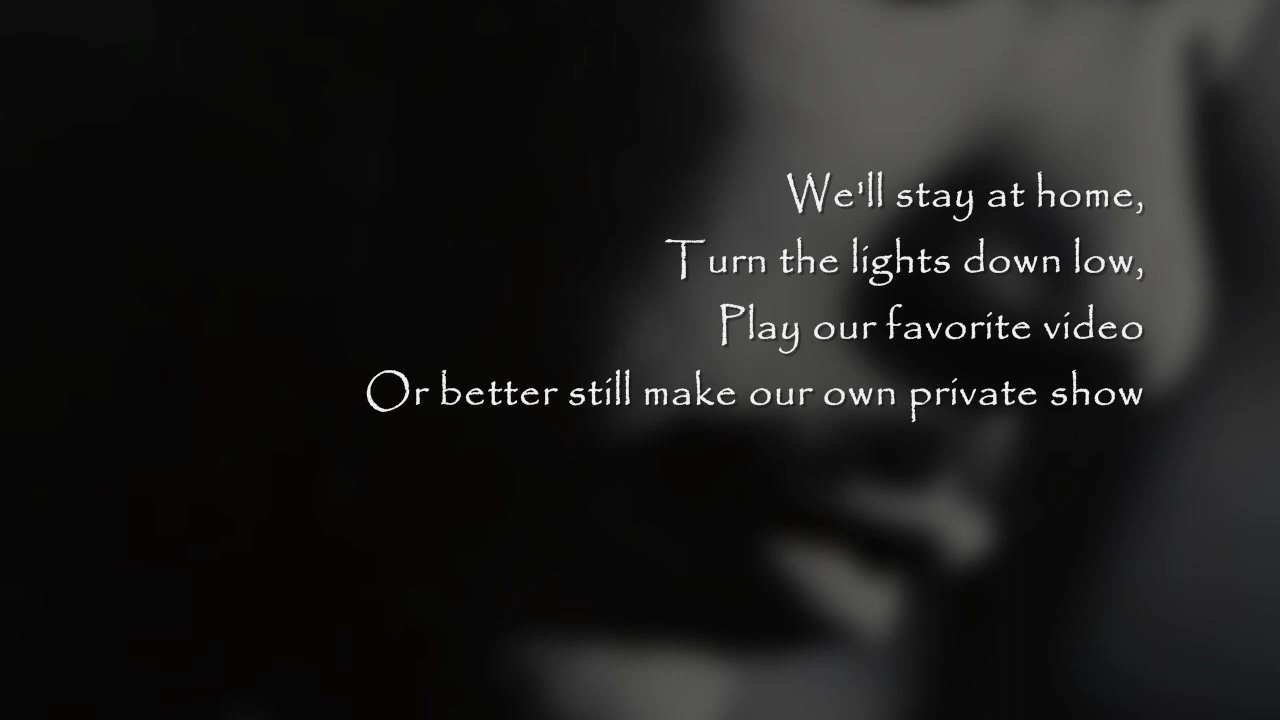 We'll stay at home,
Turn the lights down low,
Play our favorite video
Or better still make our own private show